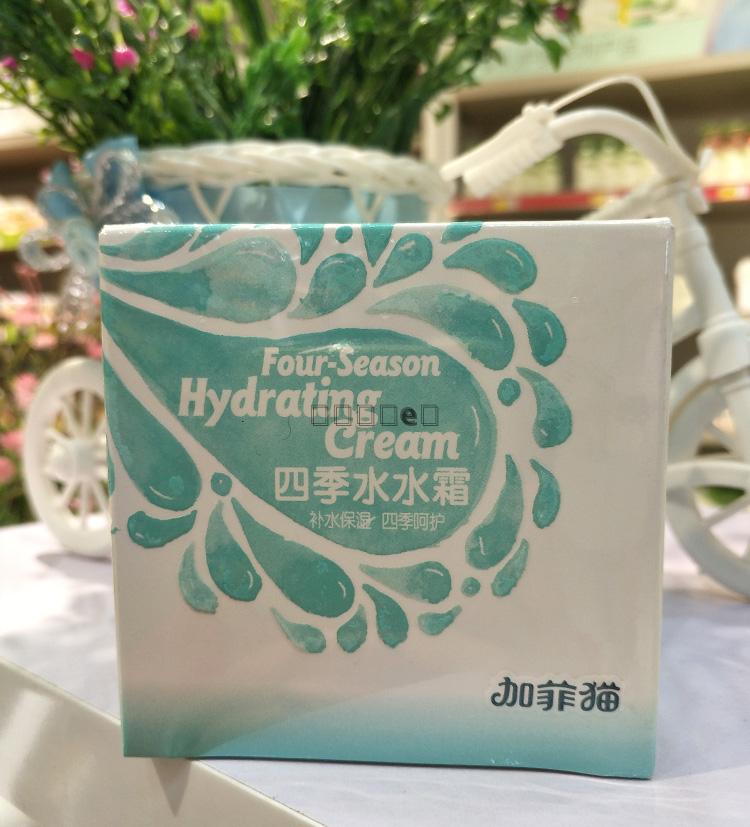 Four-Season
Hydrating
Cream
四季水水霜
补水保湿 四季呵护
加菲猫